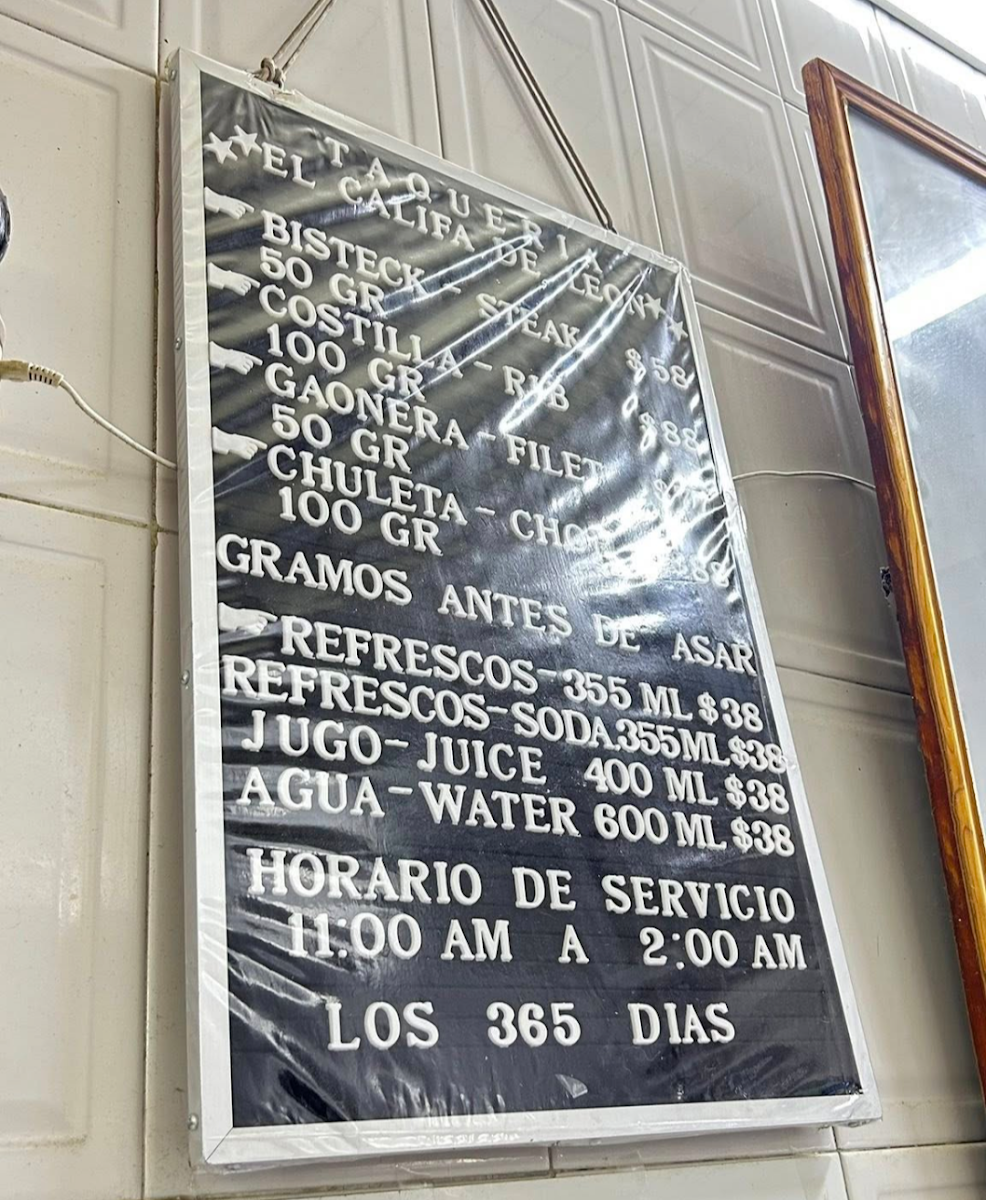 TAQUERIA
EL CALIFA DE LEON
BISTECK - STEAK $58
50 GR
COSTILLA - RIB $88
100 GR
GAONERA - FILET
50 GR
CHULETA - CHOP
100 GR
GRAMOS ANTES DE ASAR
REFRESCOS-355 ML $38
REFRESCOS-SODA.355ML$38
JUGO- JUICE 400 ML $38
AGUA-WATER 600 ML $38
HORARIO DE SERVICIO
11:00 AM A 2:00 AM
LOS 365 DIAS